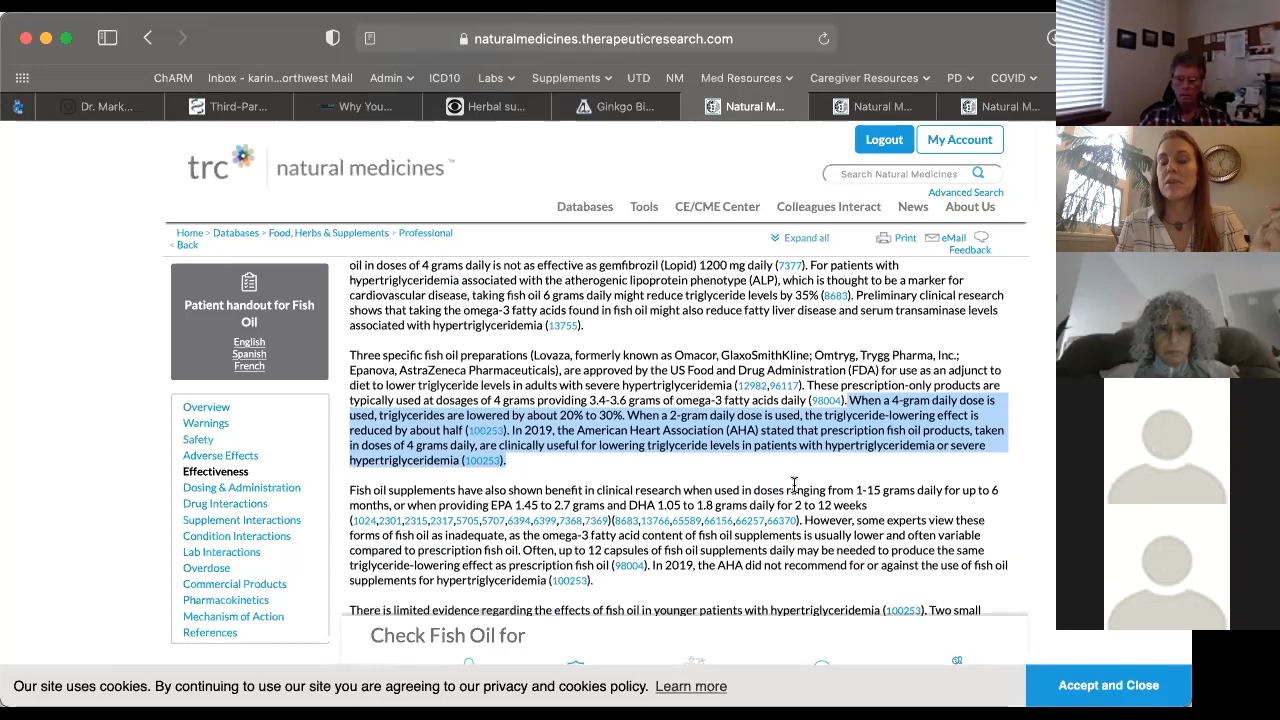 naturalmedicines.therapeuticresearch.com
ChARM Inbox - karin...orthwest Mail Admin ICD10 Labs Supplements UTD NM Med Resources Caregiver Resources PD COVID
Dr. Mark... Third-Par... Why You... Herbal su... Ginkgo Bi... Natural M... Natural M... Natural M...
Logout My Account
trc natural medicines™
Search Natural Medicines
Advanced Search
Databases Tools CE/CME Center Colleagues Interact News About Us
Home > Databases > Food, Herbs & Supplements > Professional
< Back
Expand all Print eMail Feedback
Patient handout for Fish
Oil
English
Spanish
French
Overview
Warnings
Safety
Adverse Effects
Effectiveness
Dosing & Administration
Drug Interactions
Supplement Interactions
Condition Interactions
Lab Interactions
Overdose
Commercial Products
Pharmacokinetics
Mechanism of Action
References
oil in doses of 4 grams daily is not as effective as gemfibrozil (Lopid) 1200 mg daily (7377). For patients with
hypertriglyceridemia associated with the atherogenic lipoprotein phenotype (ALP), which is thought to be a marker for
cardiovascular disease, taking fish oil 6 grams daily might reduce triglyceride levels by 35% (8683). Preliminary clinical research
shows that taking the omega-3 fatty acids found in fish oil might also reduce fatty liver disease and serum transaminase levels
associated with hypertriglyceridemia (13755).
Three specific fish oil preparations (Lovaza, formerly known as Omacor, GlaxoSmithKline; Omtryg, Trygg Pharma, Inc.;
Epanova, AstraZeneca Pharmaceuticals), are approved by the US Food and Drug Administration (FDA) for use as an adjunct to
diet to lower triglyceride levels in adults with severe hypertriglyceridemia (12982,96117). These prescription-only products are
typically used at dosages of 4 grams providing 3.4-3.6 grams of omega-3 fatty acids daily (98004). When a 4-gram daily dose is
used, triglycerides are lowered by about 20% to 30%. When a 2-gram daily dose is used, the triglyceride-lowering effect is
reduced by about half (100253). In 2019, the American Heart Association (AHA) stated that prescription fish oil products, taken
in doses of 4 grams daily, are clinically useful for lowering triglyceride levels in patients with hypertriglyceridemia or severe
hypertriglyceridemia (100253).
Fish oil supplements have also shown benefit in clinical research when used in doses ranging from 1-15 grams daily for up to 6
months, or when providing EPA 1.45 to 2.7 grams and DHA 1.05 to 1.8 grams daily for 2 to 12 weeks
(1024,2301,2315,2317,5705,5707,6394,6399,7368,7369)(8683,13766,65589,66156,66257,66370). However, some experts view these
forms of fish oil as inadequate, as the omega-3 fatty acid content of fish oil supplements is usually lower and often variable
compared to prescription fish oil. Often, up to 12 capsules of fish oil supplements daily may be needed to produce the same
triglyceride-lowering effect as prescription fish oil (98004). In 2019, the AHA did not recommend for or against the use of fish oil
supplements for hypertriglyceridemia (100253).
There is limited evidence regarding the effects of fish oil in younger patients with hypertriglyceridemia (100253). Two small
Check Fish Oil for
Our site uses cookies. By continuing to use our site you are agreeing to our privacy and cookies policy. Learn more
Accept and Close